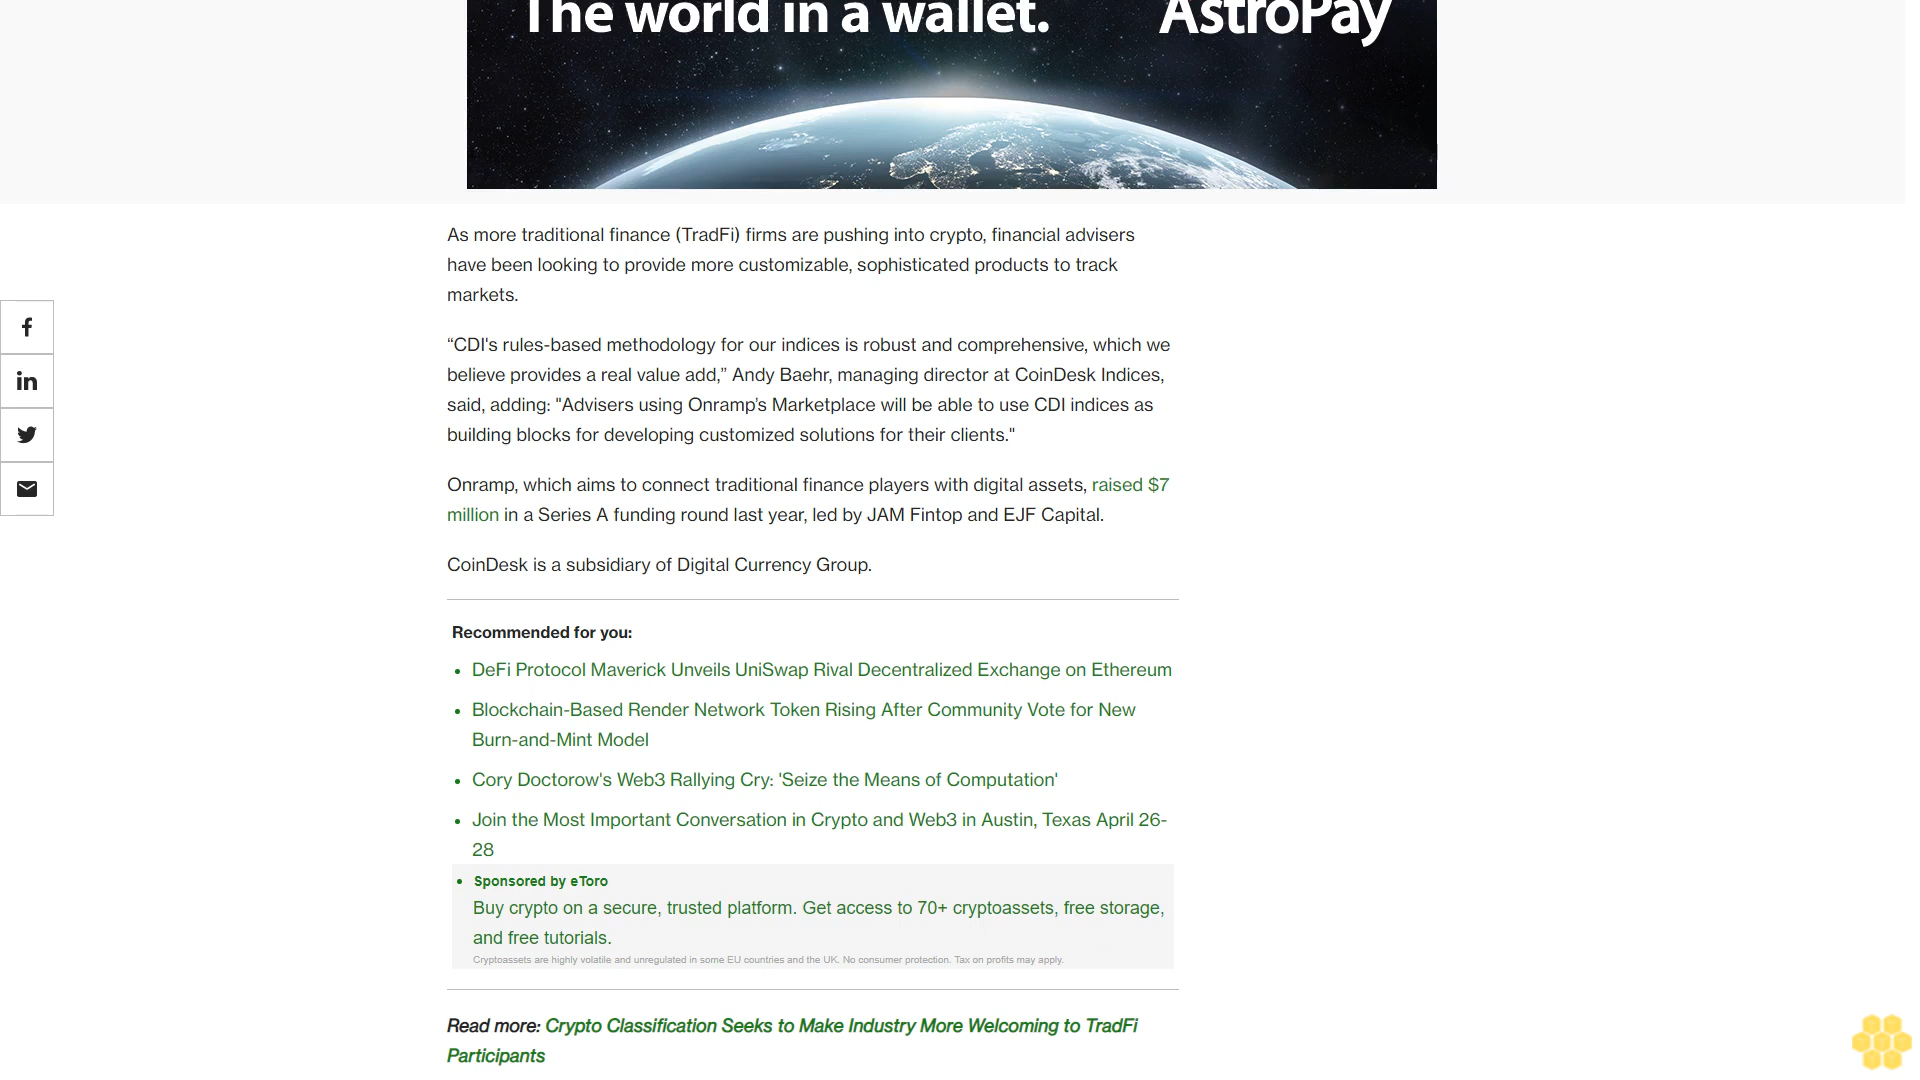 The world in a wallet. AstroPay
As more traditional finance (TradFi) firms are pushing into crypto, financial advisers
have been looking to provide more customizable, sophisticated products to track
markets.
“CDI's rules-based methodology for our indices is robust and comprehensive, which we
believe provides a real value add,” Andy Baehr, managing director at CoinDesk Indices,
said, adding: "Advisers using Onramp’s Marketplace will be able to use CDI indices as
building blocks for developing customized solutions for their clients."
Onramp, which aims to connect traditional finance players with digital assets, raised $7
million in a Series A funding round last year, led by JAM Fintop and EJF Capital.
CoinDesk is a subsidiary of Digital Currency Group.
Recommended for you:
• DeFi Protocol Maverick Unveils UniSwap Rival Decentralized Exchange on Ethereum
• Blockchain-Based Render Network Token Rising After Community Vote for New
Burn-and-Mint Model
• Cory Doctorow's Web3 Rallying Cry: 'Seize the Means of Computation'
• Join the Most Important Conversation in Crypto and Web3 in Austin, Texas April 26-
28
• Sponsored by eToro
Buy crypto on a secure, trusted platform. Get access to 70+ cryptoassets, free storage,
and free tutorials.
Cryptoassets are highly volatile and unregulated in some EU countries and the UK. No consumer protection. Tax on profits may apply.
Read more: Crypto Classification Seeks to Make Industry More Welcoming to TradFi
Participants